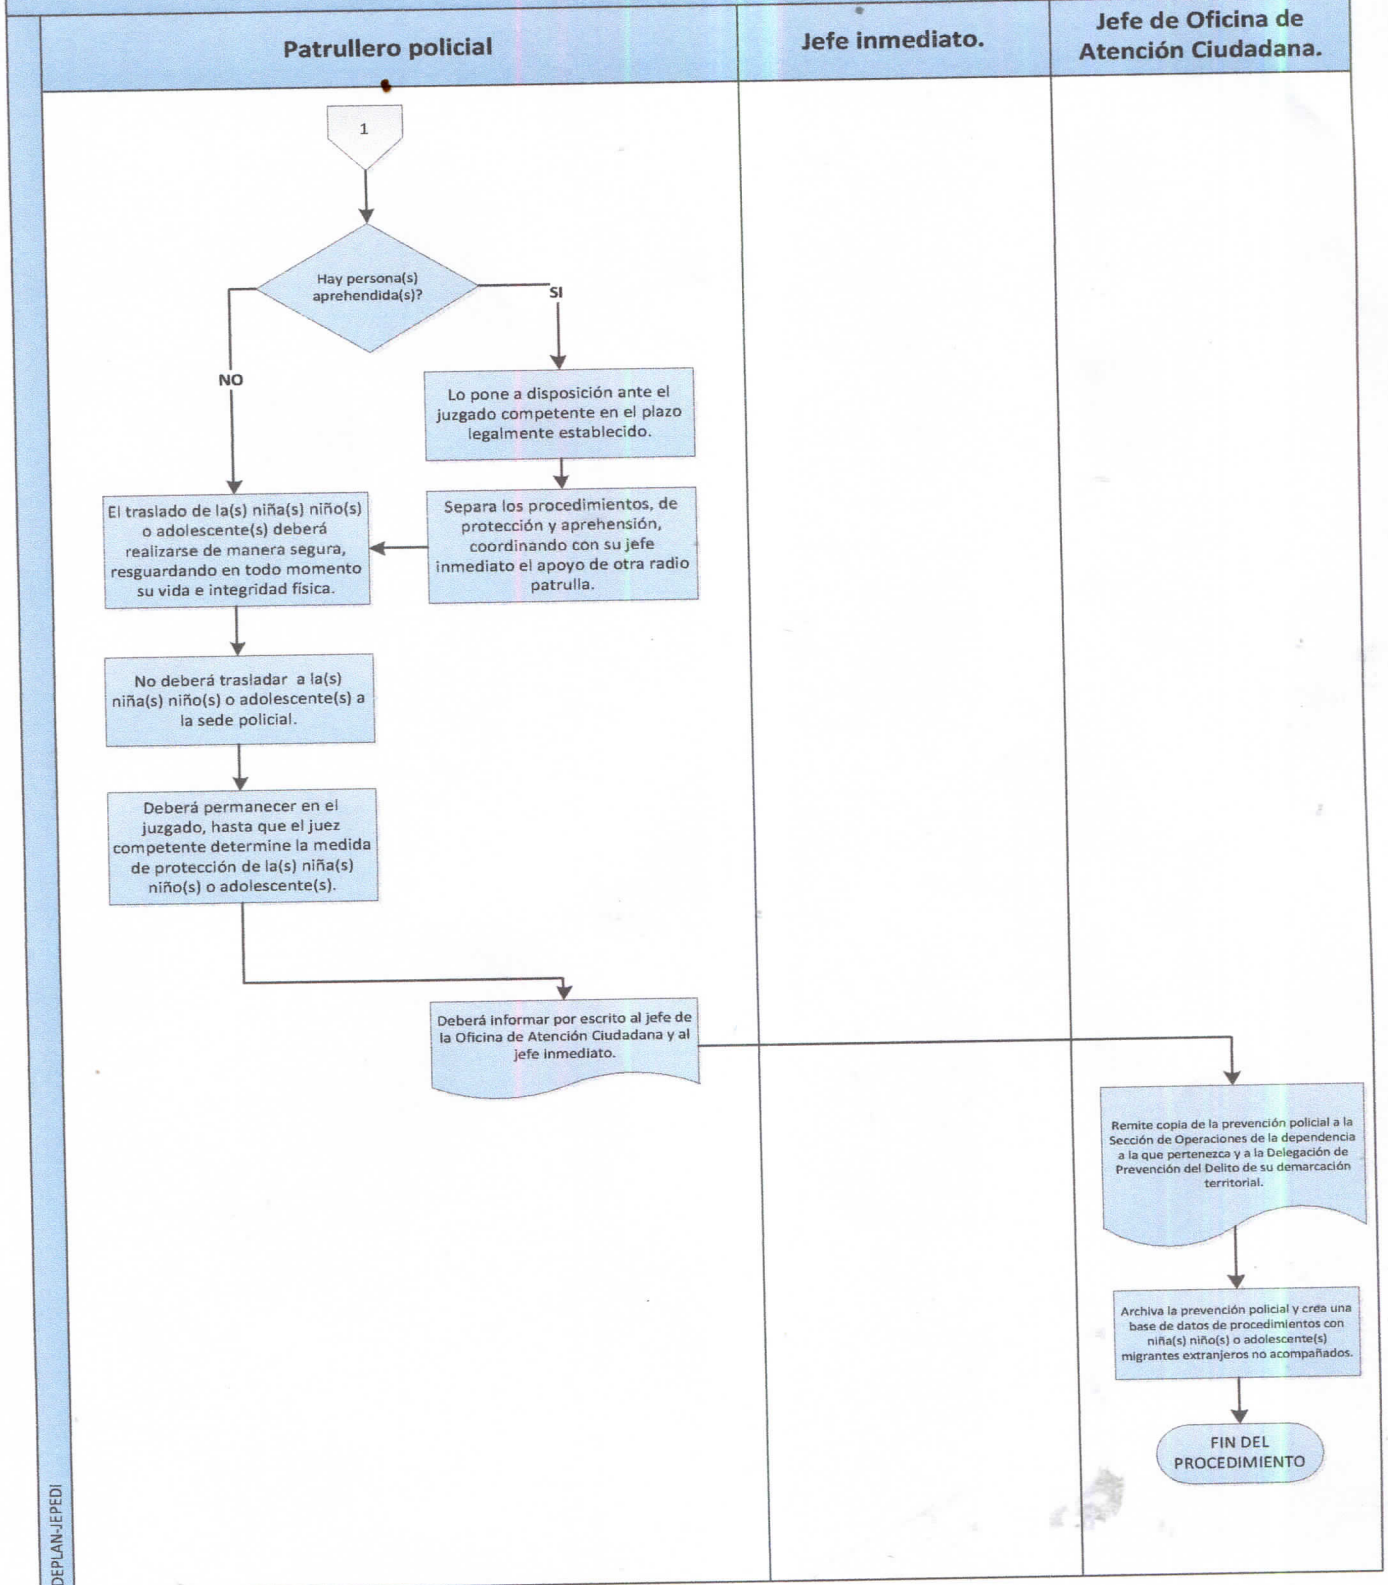 Patrullero policial
Jefe inmediato.
Jefe de Oficina de
Atención Ciudadana.
1
Hay persona(s)
aprehendida(s)?
SI
NO
Lo pone a disposición ante el
juzgado competente en el plazo
legalmente establecido.
El traslado de la(s) niña(s) niño(s)
o adolescente(s) deberá
realizarse de manera segura,
resguardando en todo momento
su vida e integridad física.
Separa los procedimientos, de
protección y aprehensión,
coordinando con su jefe
inmediato el apoyo de otra radio
patrulla.
No deberá trasladar a la(s)
niña(s) niño(s) o adolescente(s) a
la sede policial.
Deberá permanecer en el
juzgado, hasta que el juez
competente determine la medida
de protección de la(s) niña(s)
niño(s) o adolescente(s).
Deberá informar por escrito al jefe de
la Oficina de Atención Ciudadana y al
jefe inmediato.
Remite copia de la prevención policial a la
Sección de Operaciones de la dependencia
a la que pertenezca y a la Delegación de
Prevención del Delito de su demarcación
territorial.
Archiva la prevención policial y crea una
base de datos de procedimientos con
niña(s) niño(s) o adolescente(s)
migrantes extranjeros no acompañados.
FIN DEL
PROCEDIMIENTO
DEPLAN-JEPEDI